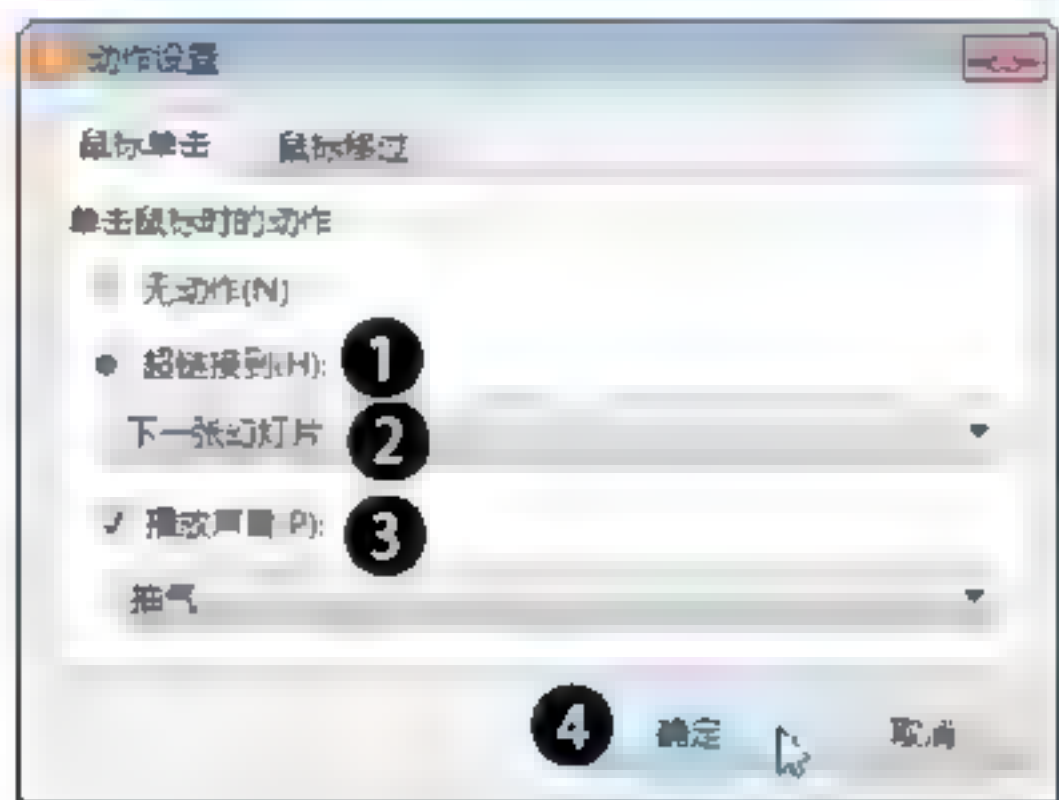 动作设置
鼠标单击 鼠标移过
单击鼠标时的动作
无动作(N)
超链接到(H): 1
下一张幻灯片 2
播放声音(P): 3
抽气
4 确定 取消